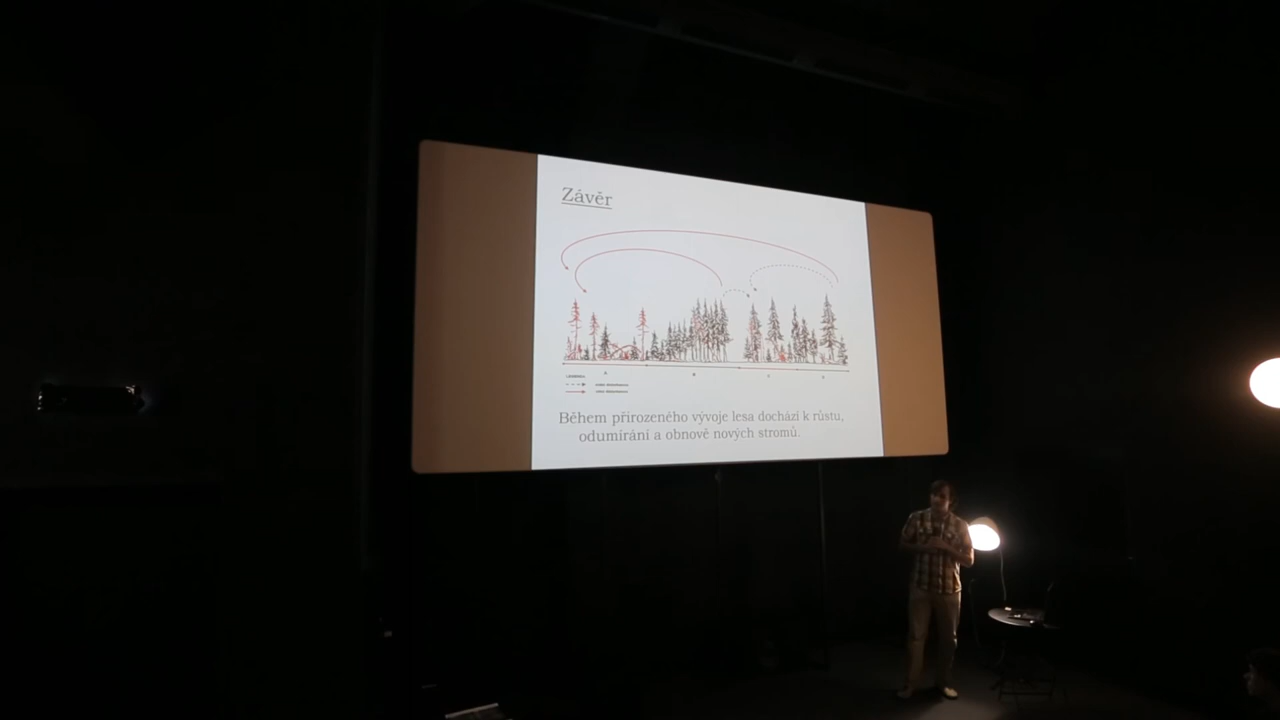 Závěr
Během přirozeného vývoje lesa dochází k růstu,
odumírání a obnově nových stromů.